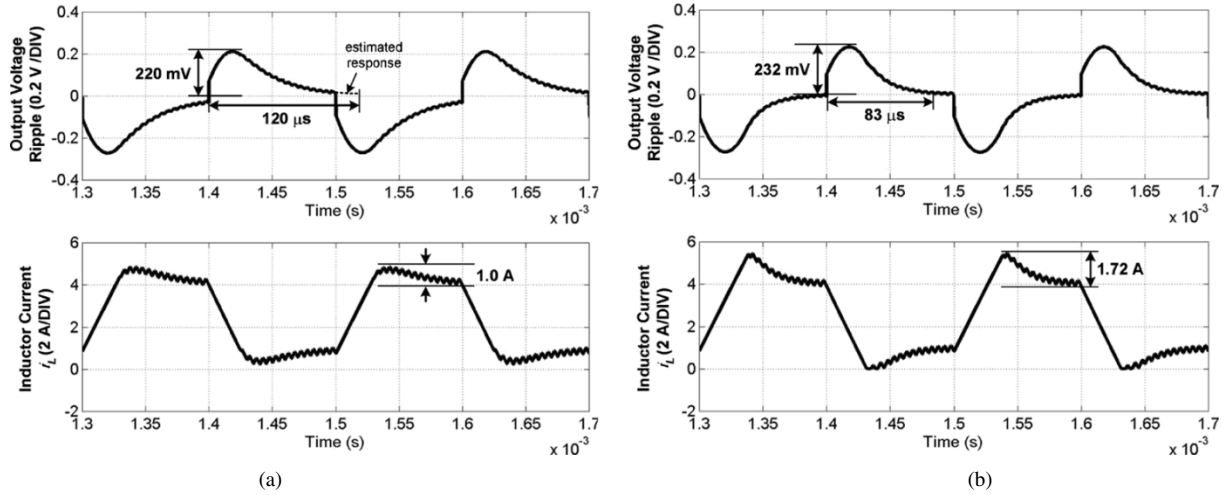 (a)
Output Voltage
Ripple (0.2 V /DIV)
0.4
0.2
0
-0.2
-0.4
220 mV
estimated
response
120 μs
1.3
1.35
1.4
1.45
1.5
1.55
1.6
1.65
1.7
Time (s)
x 10⁻³
Inductor Current
iL (2 A/DIV)
6
4
2
0
-2
1.0 A
1.3
1.35
1.4
1.45
1.5
1.55
1.6
1.65
1.7
Time (s)
x 10⁻³
(a)
(b)
Output Voltage
Ripple (0.2 V /DIV)
0.4
0.2
0
-0.2
-0.4
232 mV
83 μs
1.3
1.35
1.4
1.45
1.5
1.55
1.6
1.65
1.7
Time (s)
x 10⁻³
Inductor Current
iL (2 A/DIV)
6
4
2
0
-2
1.72 A
1.3
1.35
1.4
1.45
1.5
1.55
1.6
1.65
1.7
Time (s)
x 10⁻³
(b)